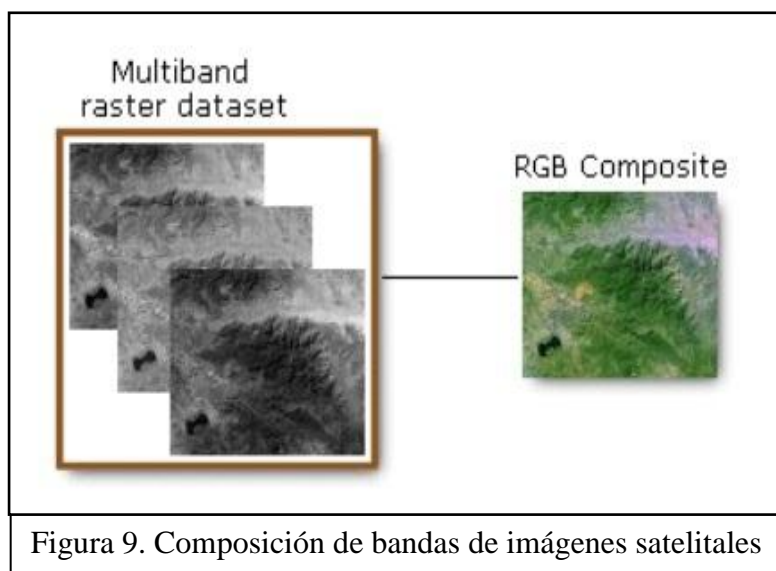 Multiband
raster dataset
RGB Composite
Figura 9. Composición de bandas de imágenes satelitales